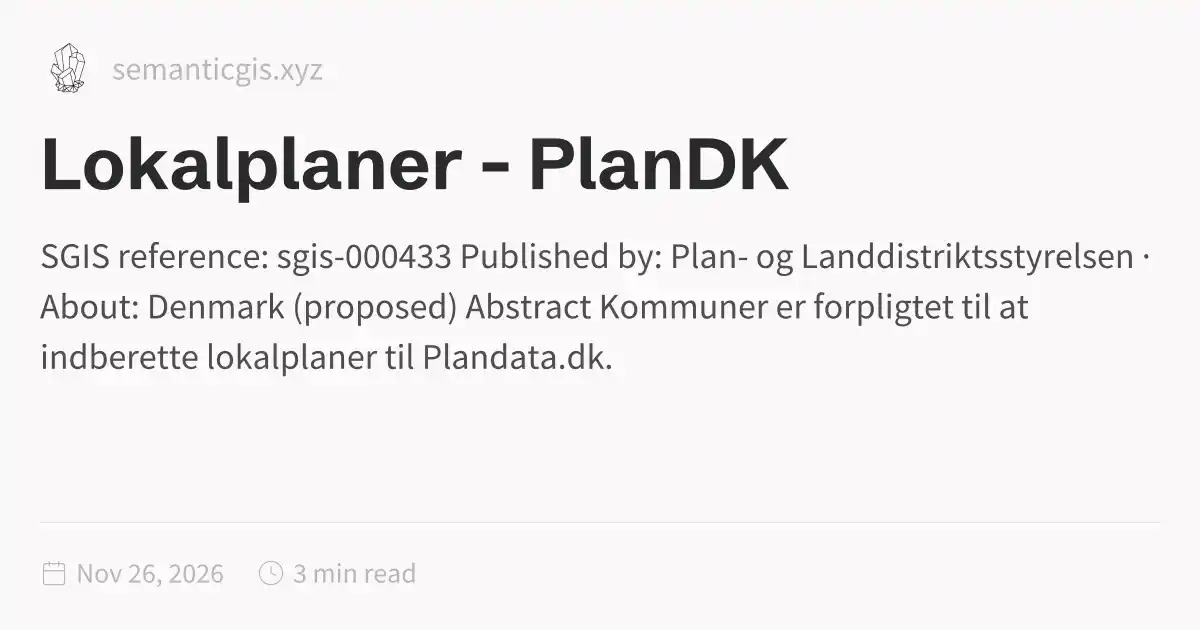 semanticgis.xyz
Lokalplaner - PlanDK
SGIS reference: sgis-000433 Published by: Plan- og Landdistriktsstyrelsen ·
About: Denmark (proposed) Abstract Kommuner er forpligtet til at
indberette lokalplaner til Plandata.dk.
Nov 26, 2026 3 min read